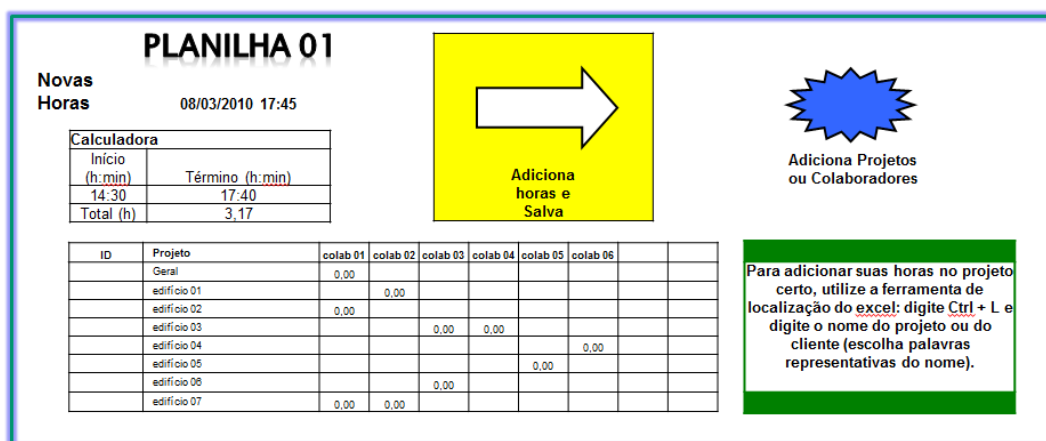 PLANILHA 01
Novas
Horas 08/03/2010 17:45
Calculadora
Início
(h:min) Término (h:min)
14:30 17:40
Total (h) 3,17
Adiciona
horas e
Salva
Adiciona Projetos
ou Colaboradores
ID Projeto colab 01 colab 02 colab 03 colab 04 colab 05 colab 06
Geral 0,00
edifício 01 0,00
edifício 02 0,00
edifício 03 0,00 0,00
edifício 04 0,00
edifício 05 0,00
edifício 06 0,00
edifício 07 0,00 0,00
Para adicionar suas horas no projeto
certo, utilize a ferramenta de
localização do excel: digite Ctrl + L e
digite o nome do projeto ou do
cliente (escolha palavras
representativas do nome).